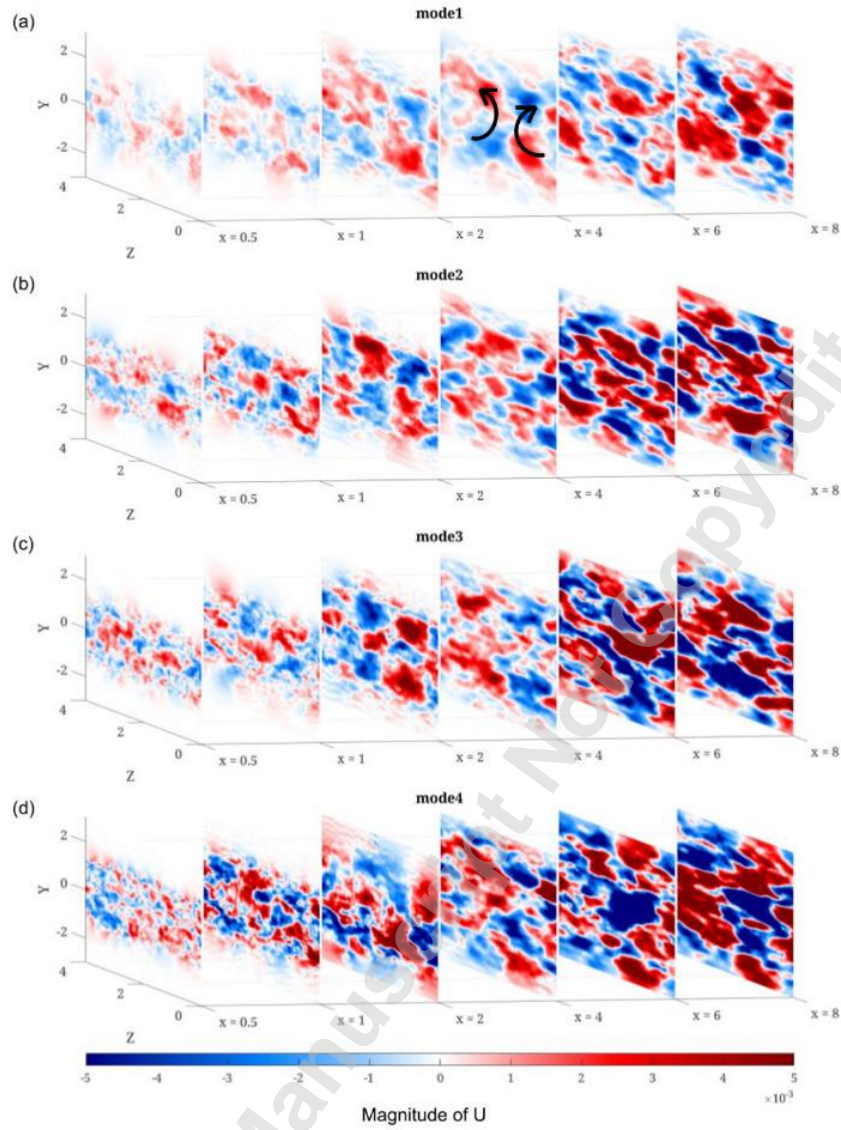 (a)
mode1
2
0
-2
4
2
0
Y
Z
x = 0.5
x = 1
x = 2
x = 4
x = 6
x = 8
(b)
mode2
2
0
-2
4
2
0
Y
Z
x = 0.5
x = 1
x = 2
x = 4
x = 6
x = 8
(c)
mode3
2
0
-2
4
2
0
Y
Z
x = 0.5
x = 1
x = 2
x = 4
x = 6
x = 8
(d)
mode4
2
0
-2
4
2
0
Y
Z
x = 0.5
x = 1
x = 2
x = 4
x = 6
x = 8
-5 -4 -3 -2 -1 0 1 2 3 4 5
×10⁻³
Magnitude of U
Manuscript Not Copyedit